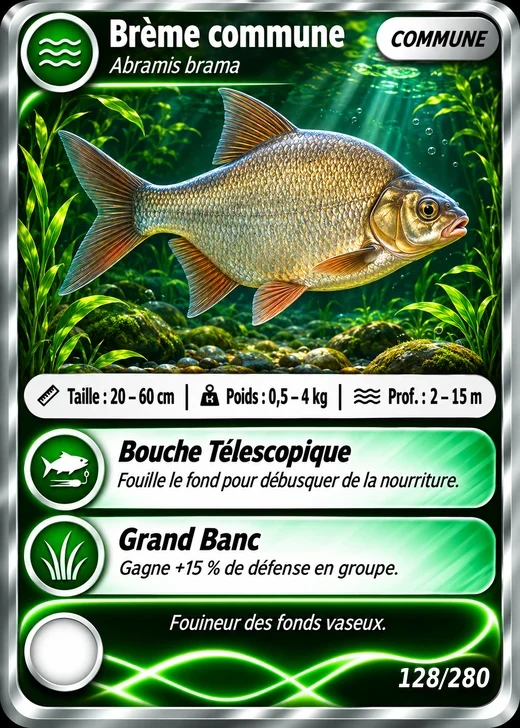 Brème commune
COMMUNE
Abramis brama
Taille : 20 – 60 cm | Poids : 0,5 – 4 kg | Prof. : 2 – 15 m
Bouche Télescopique
Fouille le fond pour débusquer de la nourriture.
Grand Banc
Gagne +15 % de défense en groupe.
Fouineur des fonds vaseux.
128/280